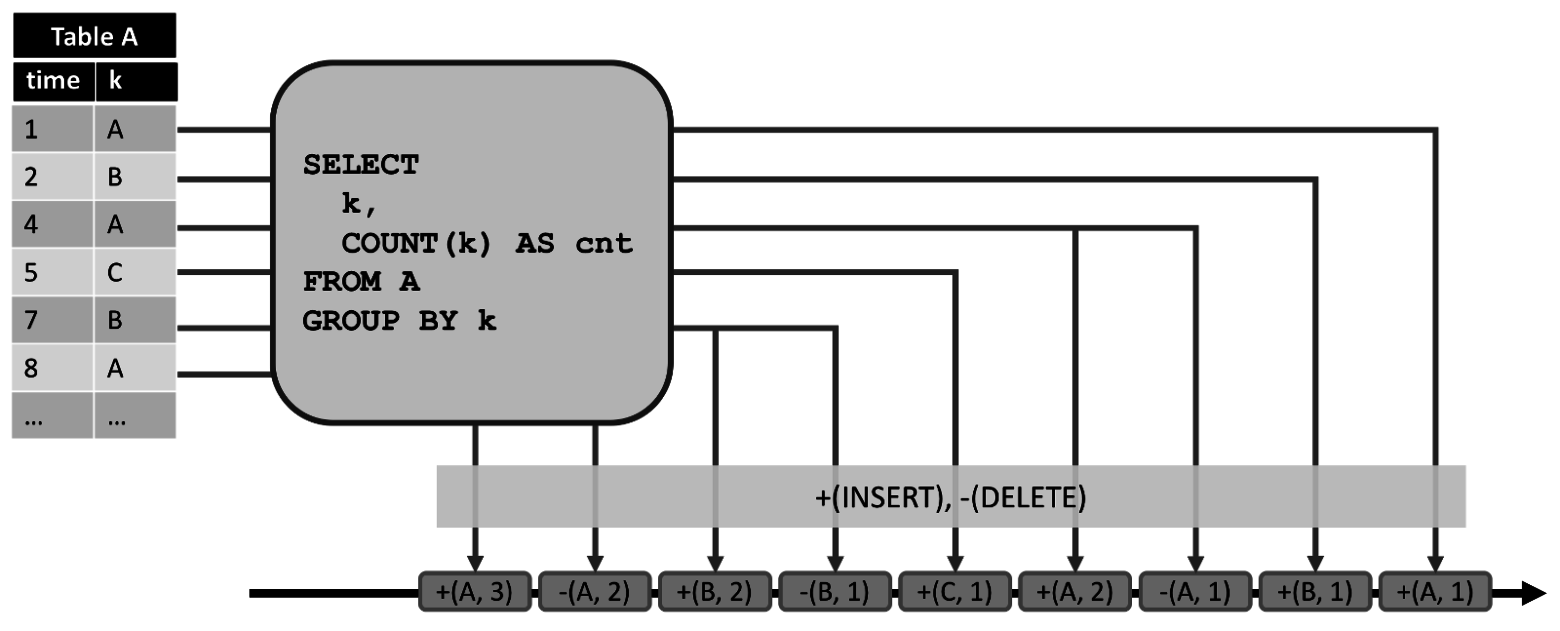 Table A
time k
1 A
2 B
4 A
5 C
7 B
8 A
... ...
SELECT
k,
COUNT(k) AS cnt
FROM A
GROUP BY k
+(INSERT), -(DELETE)
+(A, 3) -(A, 2) +(B, 2) -(B, 1) +(C, 1) +(A, 2) -(A, 1) +(B, 1) +(A, 1)